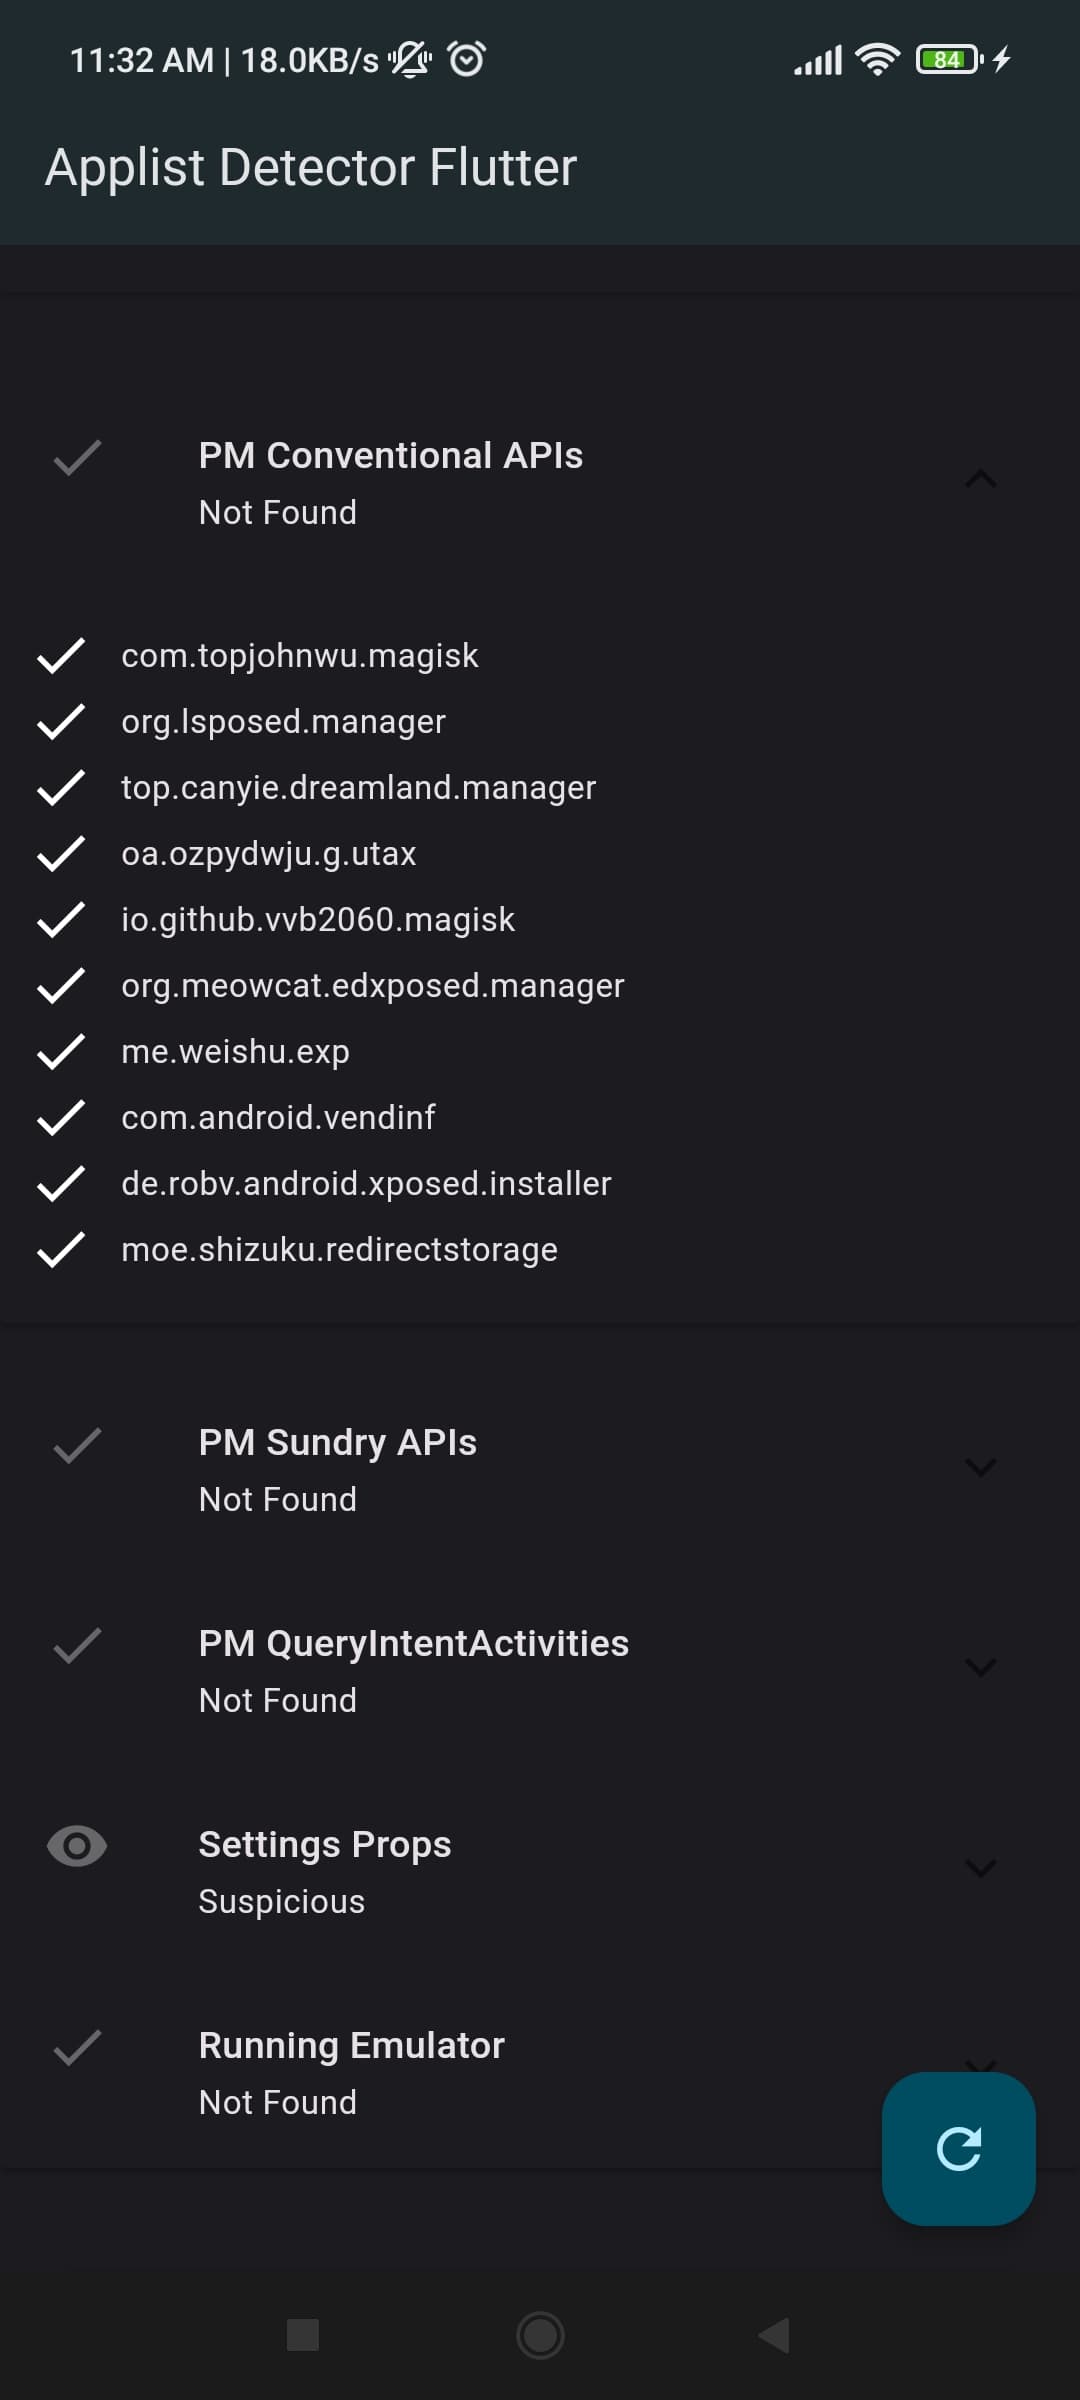 11:32 AM | 18.0KB/s
84
Applist Detector Flutter
PM Conventional APIs
Not Found
com.topjohnwu.magisk
org.lsposed.manager
top.canyie.dreamland.manager
oa.ozpydwju.g.utax
io.github.vvb2060.magisk
org.meowcat.edxposed.manager
me.weishu.exp
com.android.vendinf
de.robv.android.xposed.installer
moe.shizuku.redirectstorage
PM Sundry APIs
Not Found
PM QueryIntentActivities
Not Found
Settings Props
Suspicious
Running Emulator
Not Found